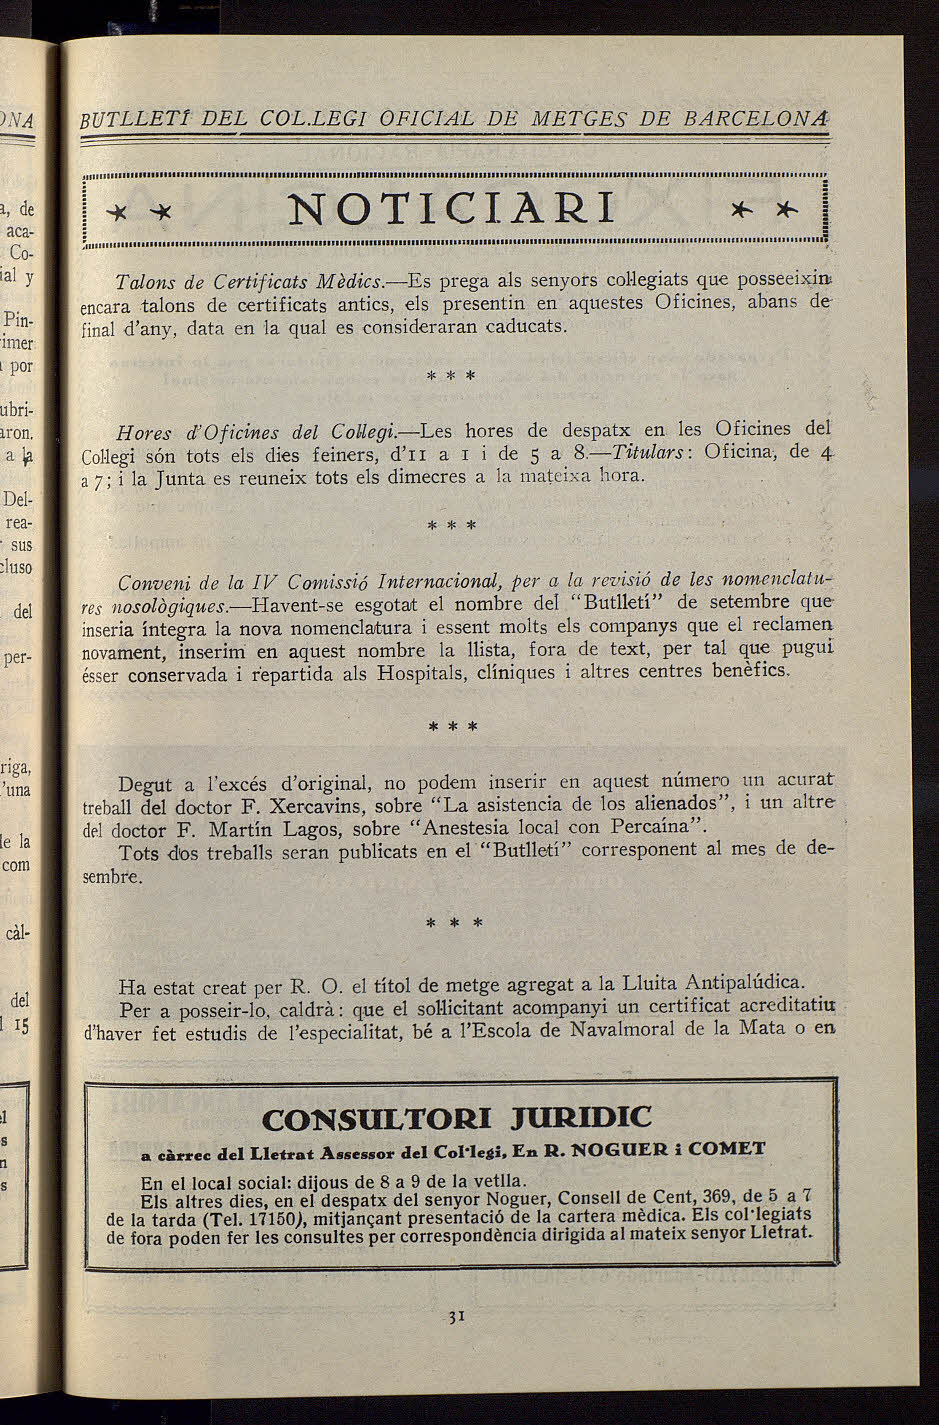 BUTLLETÍ DEL COL.LEGI OFICIAL DE METGES DE BARCELONA
NOTICIARI
Talons de Certificats Mèdics.—Es prega als senyors col·legiats que posseeixin
encara talons de certificats antics, els presentin en aquestes Oficines, abans de
final d'any, data en la qual es consideraran caducats.
* * *
Hores d'Oficines del Col·legi.—Les hores de despatx en les Oficines del
Col·legi són tots els dies feiners, d'11 a 1 i de 5 a 8.—Titulars: Oficina, de 4
a 7; i la Junta es reuneix tots els dimecres a la mateixa hora.
* * *
Conveni de la IV Comissió Internacional, per a la revisió de les nomenclatu-
res nosològiques.—Havent-se esgotat el nombre del "Butlletí" de setembre que
inseria íntegra la nova nomenclatura i essent molts els companys que el reclamen
novament, inserim en aquest nombre la llista, fora de text, per tal que pugui
ésser conservada i repartida als Hospitals, clíniques i altres centres benèfics.
* * *
Degut a l'excés d'original, no podem inserir en aquest número un acurat
treball del doctor F. Xercavins, sobre "La asistencia de los alienados", i un altre
del doctor F. Martín Lagos, sobre "Anestesia local con Percaína".
Tots dos treballs seran publicats en el "Butlletí" corresponent al mes de de-
sembre.
* * *
Ha estat creat per R. O. el títol de metge agregat a la Lluita Antipalúdica.
Per a posseir-lo, caldrà: que el sol·licitant acompanyi un certificat acreditatiu
d'haver fet estudis de l'especialitat, bé a l'Escola de Navalmoral de la Mata o en
CONSULTORI JURIDIC
a càrrec del Lletrat Assessor del Col·legi, En R. NOGUER i COMET
En el local social: dijous de 8 a 9 de la vetlla.
Els altres dies, en el despatx del senyor Noguer, Consell de Cent, 369, de 5 a 7
de la tarda (Tel. 17150), mitjançant presentació de la cartera mèdica. Els col·legiats
de fora poden fer les consultes per correspondència dirigida al mateix senyor Lletrat.
31